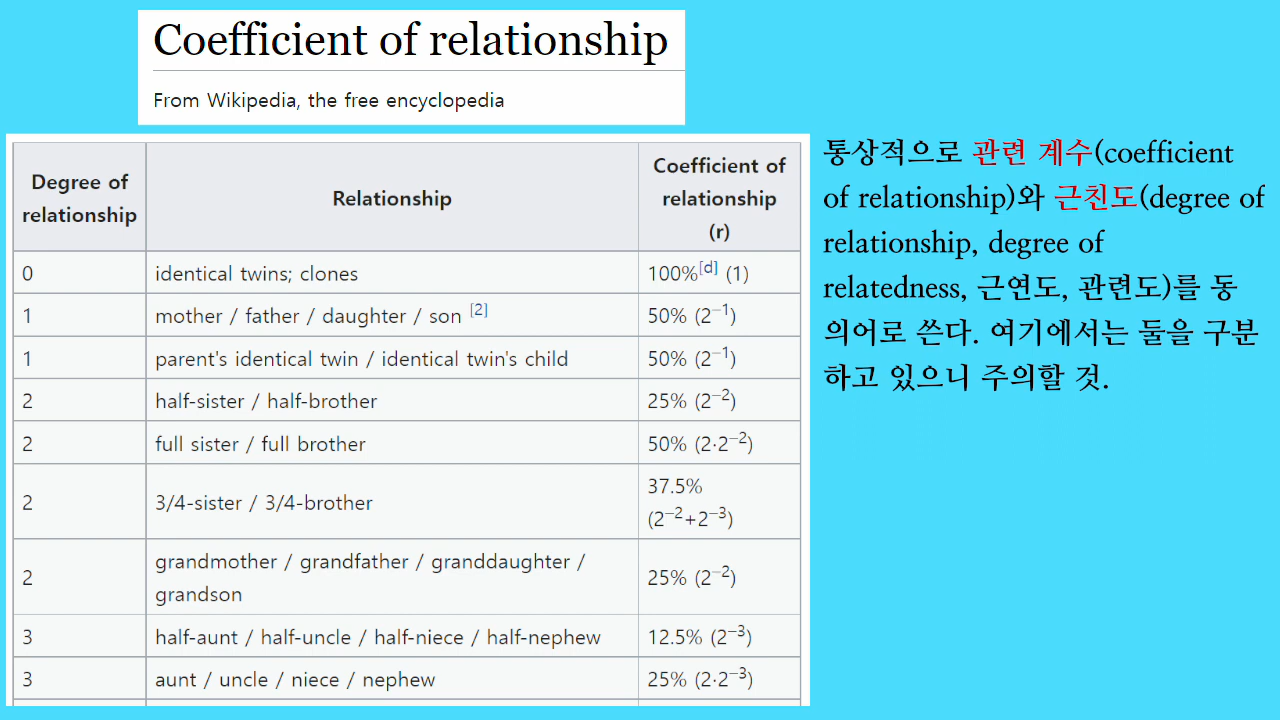 Coefficient of relationship
From Wikipedia, the free encyclopedia
Degree of relationship | Relationship | Coefficient of relationship (r)
0 | identical twins; clones | 100%[d] (1)
1 | mother / father / daughter / son [2] | 50% (2⁻¹)
1 | parent's identical twin / identical twin's child | 50% (2⁻¹)
2 | half-sister / half-brother | 25% (2⁻²)
2 | full sister / full brother | 50% (2·2⁻²)
2 | 3/4-sister / 3/4-brother | 37.5% (2⁻²+2⁻³)
2 | grandmother / grandfather / granddaughter / grandson | 25% (2⁻²)
3 | half-aunt / half-uncle / half-niece / half-nephew | 12.5% (2⁻³)
3 | aunt / uncle / niece / nephew | 25% (2·2⁻³)
통상적으로 관련 계수(coefficient
of relationship)와 근친도(degree of
relationship, degree of
relatedness, 근연도, 관련도)를 동
의어로 쓴다. 여기에서는 둘을 구분
하고 있으니 주의할 것.